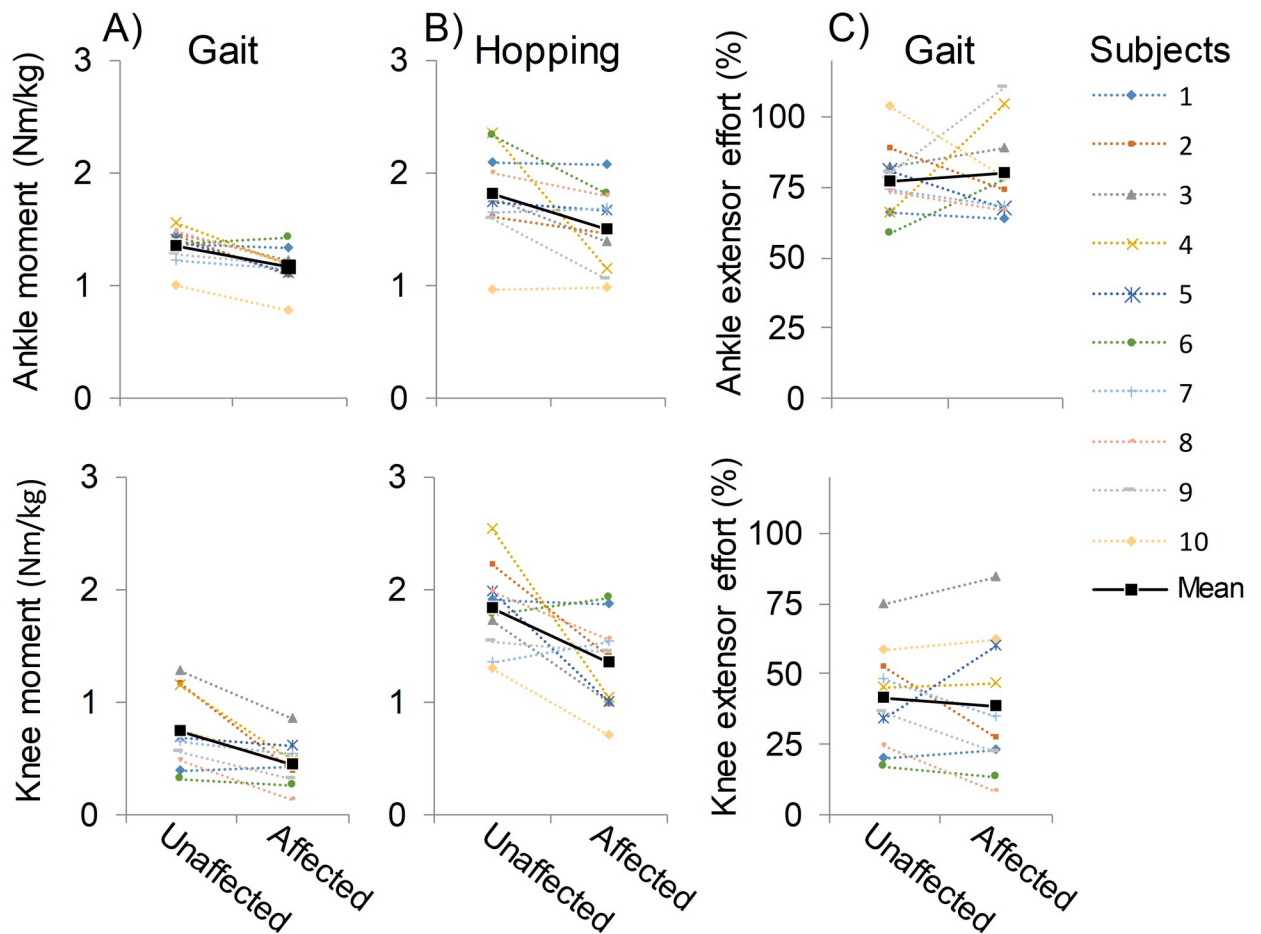 A)
Gait
Ankle moment (Nm/kg)
3
2
1
0
B)
Hopping
3
2
1
0
C)
Gait
Ankle extensor effort (%)
100
75
50
25
0
Subjects
1
2
3
4
5
6
7
8
9
10
Mean
Knee moment (Nm/kg)
3
2
1
0
Unaffected
Affected
3
2
1
0
Unaffected
Affected
Knee extensor effort (%)
100
75
50
25
0
Unaffected
Affected